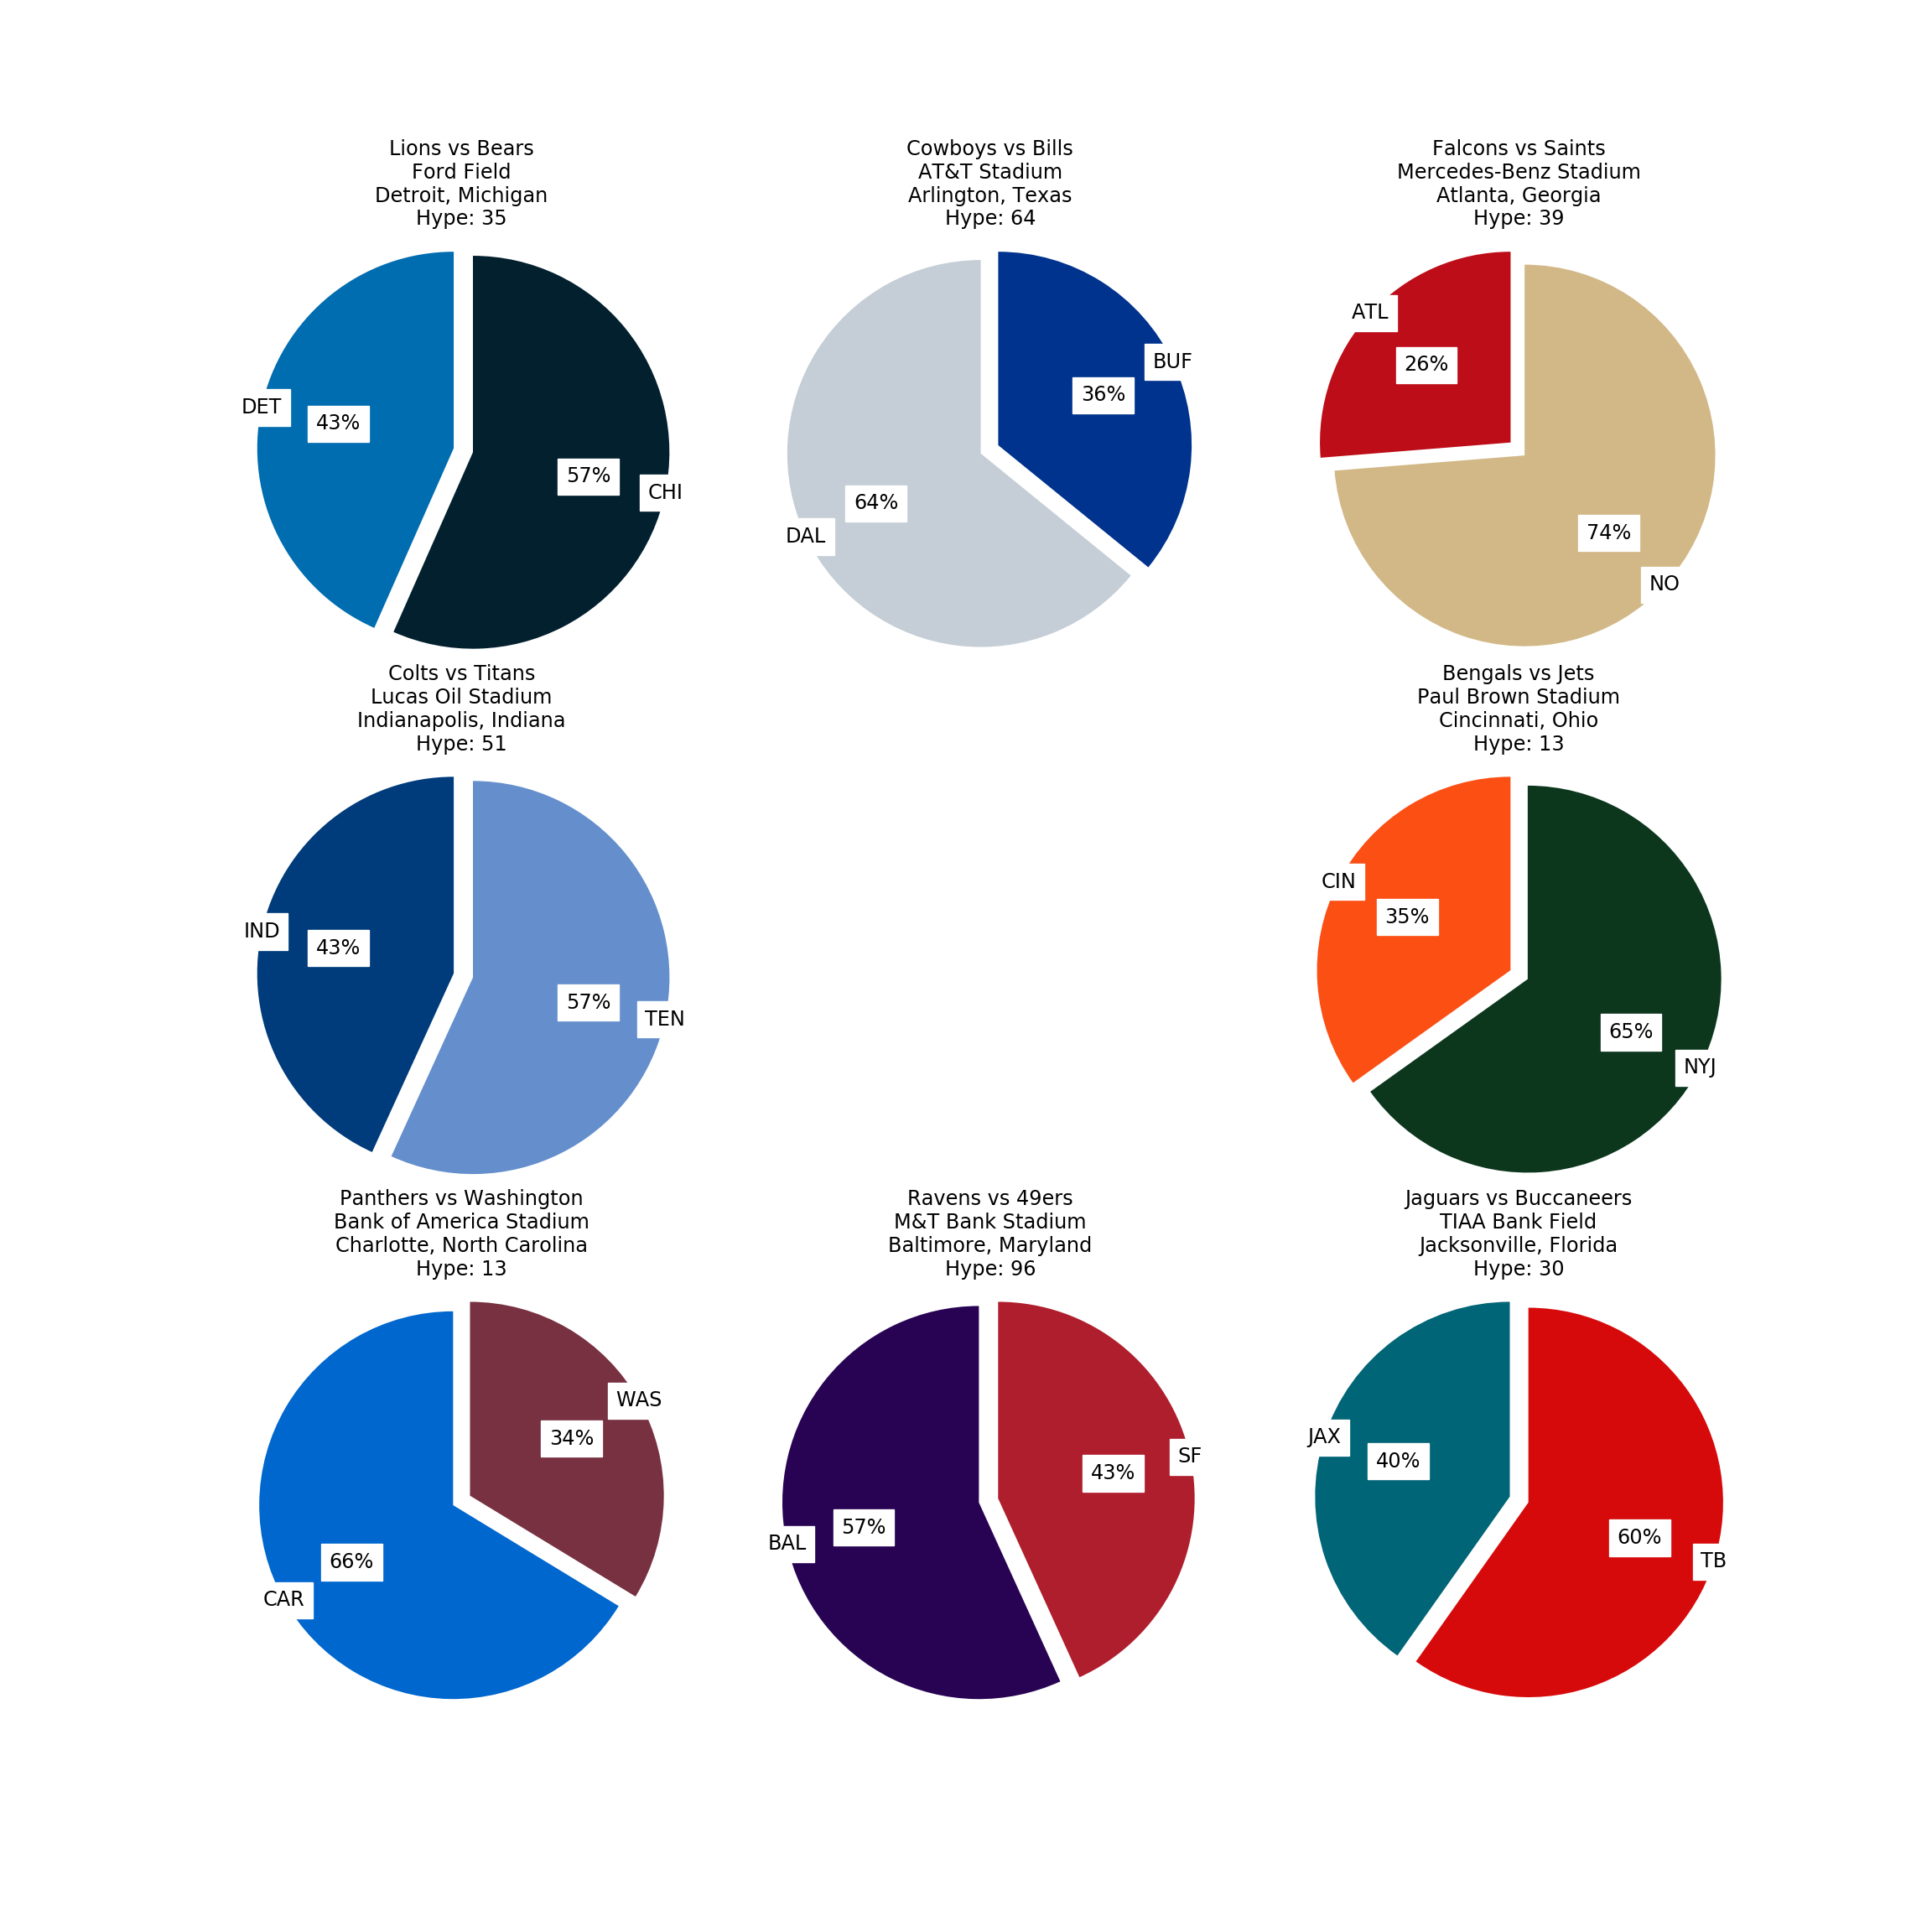 Lions vs Bears
Ford Field
Detroit, Michigan
Hype: 35
DET
43%
57%
CHI
Cowboys vs Bills
AT&T Stadium
Arlington, Texas
Hype: 64
BUF
36%
64%
DAL
Falcons vs Saints
Mercedes-Benz Stadium
Atlanta, Georgia
Hype: 39
ATL
26%
74%
NO
Colts vs Titans
Lucas Oil Stadium
Indianapolis, Indiana
Hype: 51
IND
43%
57%
TEN
Bengals vs Jets
Paul Brown Stadium
Cincinnati, Ohio
Hype: 13
CIN
35%
65%
NYJ
Panthers vs Washington
Bank of America Stadium
Charlotte, North Carolina
Hype: 13
WAS
34%
66%
CAR
Ravens vs 49ers
M&T Bank Stadium
Baltimore, Maryland
Hype: 96
SF
43%
57%
BAL
Jaguars vs Buccaneers
TIAA Bank Field
Jacksonville, Florida
Hype: 30
JAX
40%
60%
TB